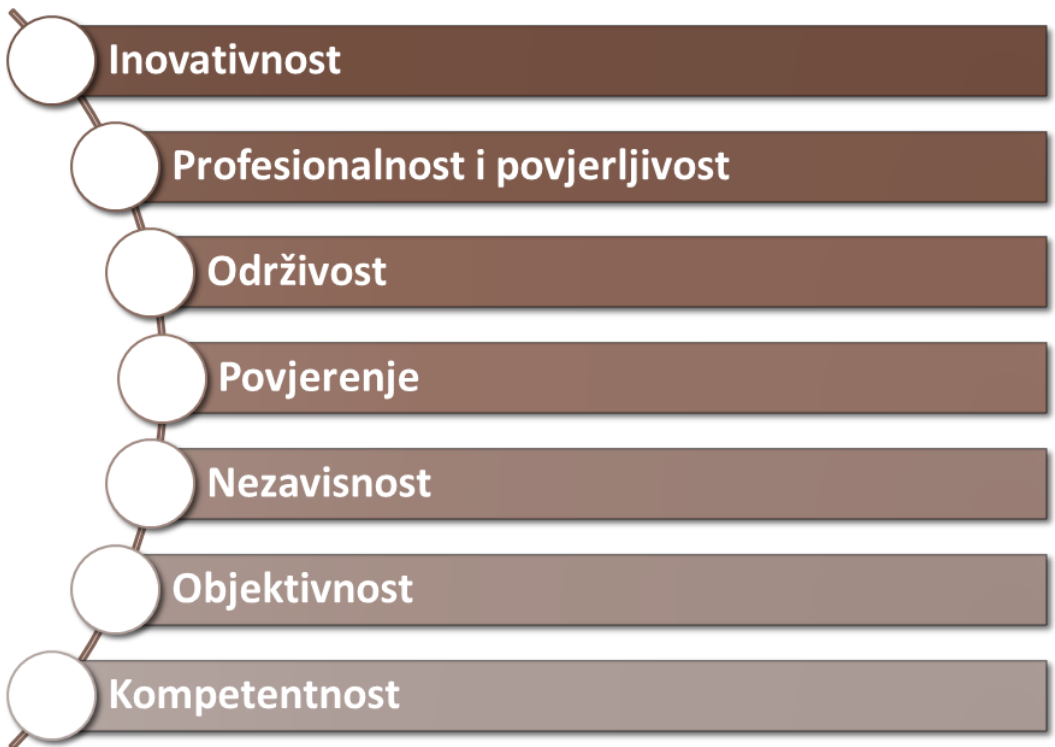 Inovativnost
Profesionalnost i povjerljivost
Održivost
Povjerenje
Nezavisnost
Objektivnost
Kompetentnost